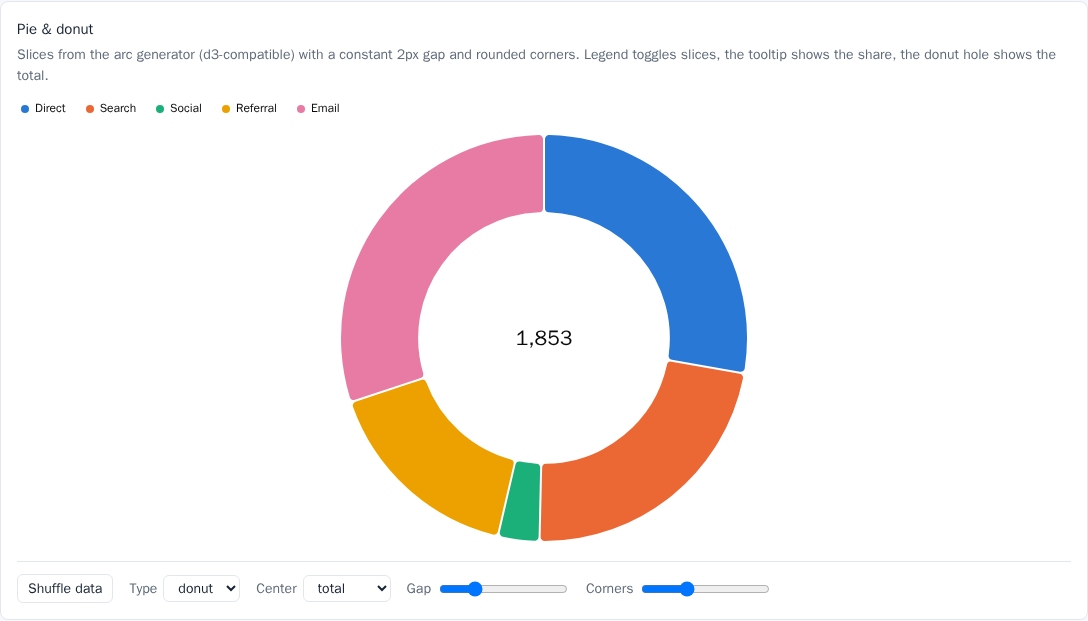 Pie & donut
Slices from the arc generator (d3-compatible) with a constant 2px gap and rounded corners. Legend toggles slices, the tooltip shows the share, the donut hole shows the
total.
Direct Search Social Referral Email
1,853
Shuffle data Type donut Center total Gap Corners